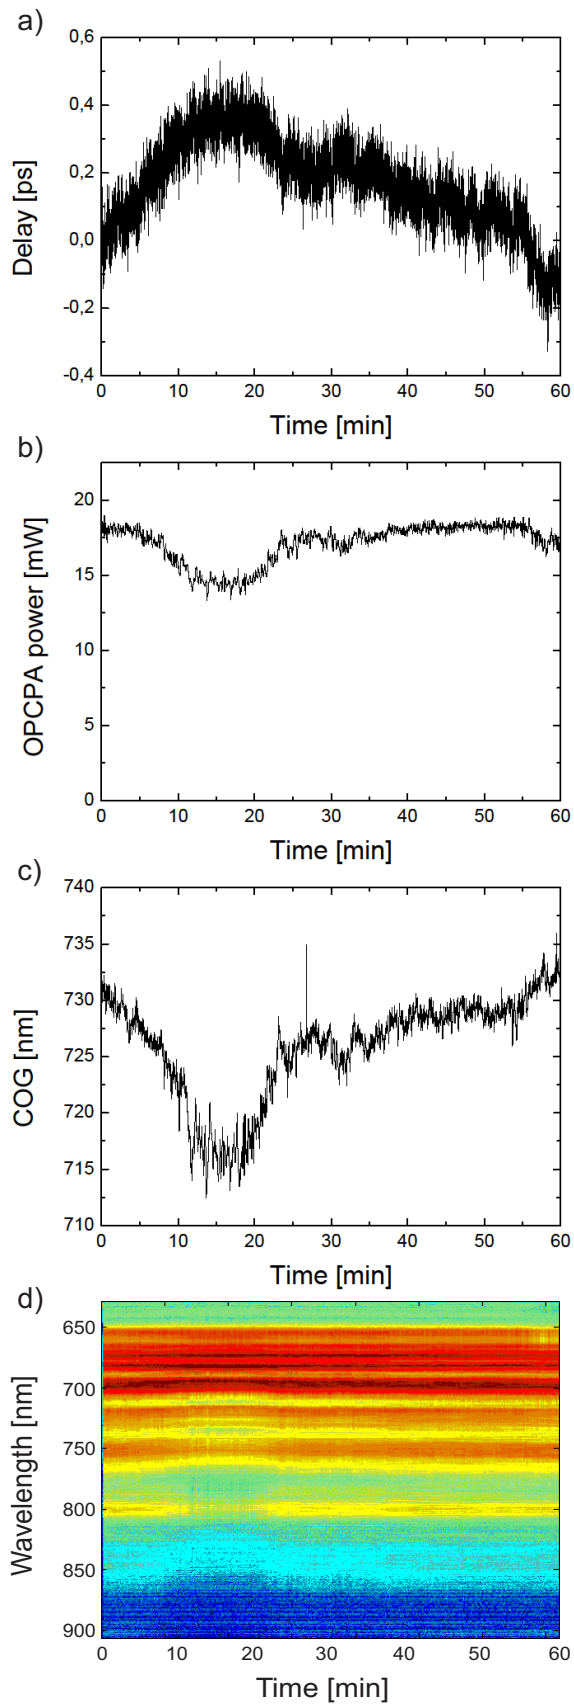 a)
0,6
0,4
0,2
0,0
-0,2
-0,4
Delay [ps]
0 10 20 30 40 50 60
Time [min]
b)
20
15
10
5
0
OPCPA power [mW]
0 10 20 30 40 50 60
Time [min]
c)
740
735
730
725
720
715
710
COG [nm]
0 10 20 30 40 50 60
Time [min]
d)
650
700
750
800
850
900
Wavelength [nm]
0 10 20 30 40 50 60
Time [min]